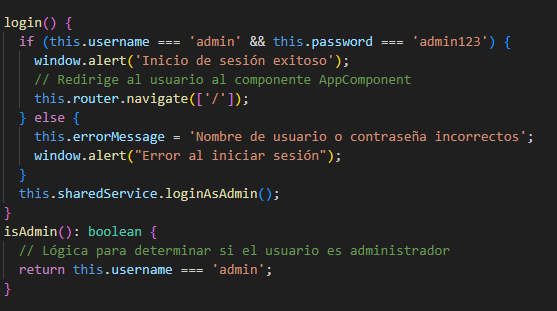 login() {
  if (this.username === 'admin' && this.password === 'admin123') {
    window.alert('Inicio de sesión exitoso');
    // Redirige al usuario al componente AppComponent
    this.router.navigate(['/']);
  } else {
    this.errorMessage = 'Nombre de usuario o contraseña incorrectos';
    window.alert("Error al iniciar sesión");
  }
  this.sharedService.loginAsAdmin();
}
isAdmin(): boolean {
  // Lógica para determinar si el usuario es administrador
  return this.username === 'admin';
}